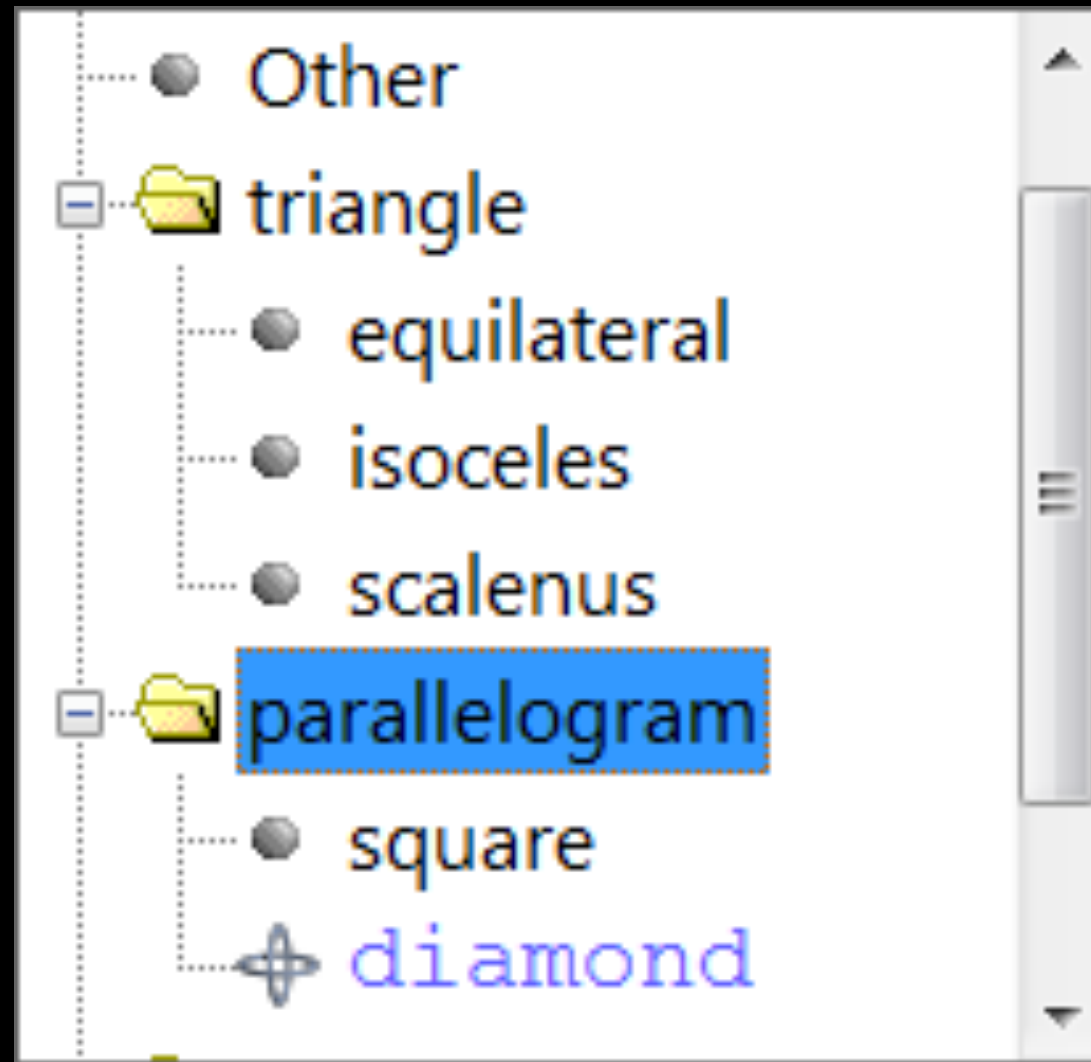 Other
triangle
equilateral
isoceles
scalenus
parallelogram
square
diamond